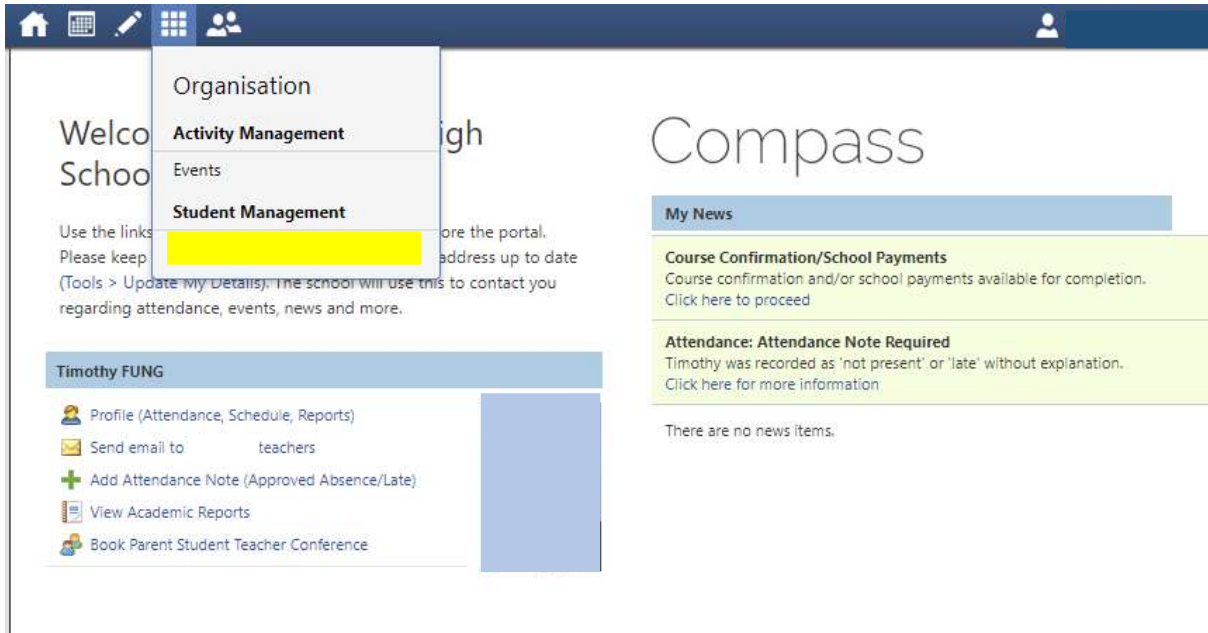 Organisation
Activity Management
Events
Student Management
Welco
igh
Schoo
Use the links
ore the portal.
Please keep
address up to date
(Tools > Update My Details). The school will use this to contact you
regarding attendance, events, news and more.
Timothy FUNG
Profile (Attendance, Schedule, Reports)
Send email to teachers
Add Attendance Note (Approved Absence/Late)
View Academic Reports
Book Parent Student Teacher Conference
Compass
My News
Course Confirmation/School Payments
Course confirmation and/or school payments available for completion.
Click here to proceed
Attendance: Attendance Note Required
Timothy was recorded as 'not present' or 'late' without explanation.
Click here for more information
There are no news items.